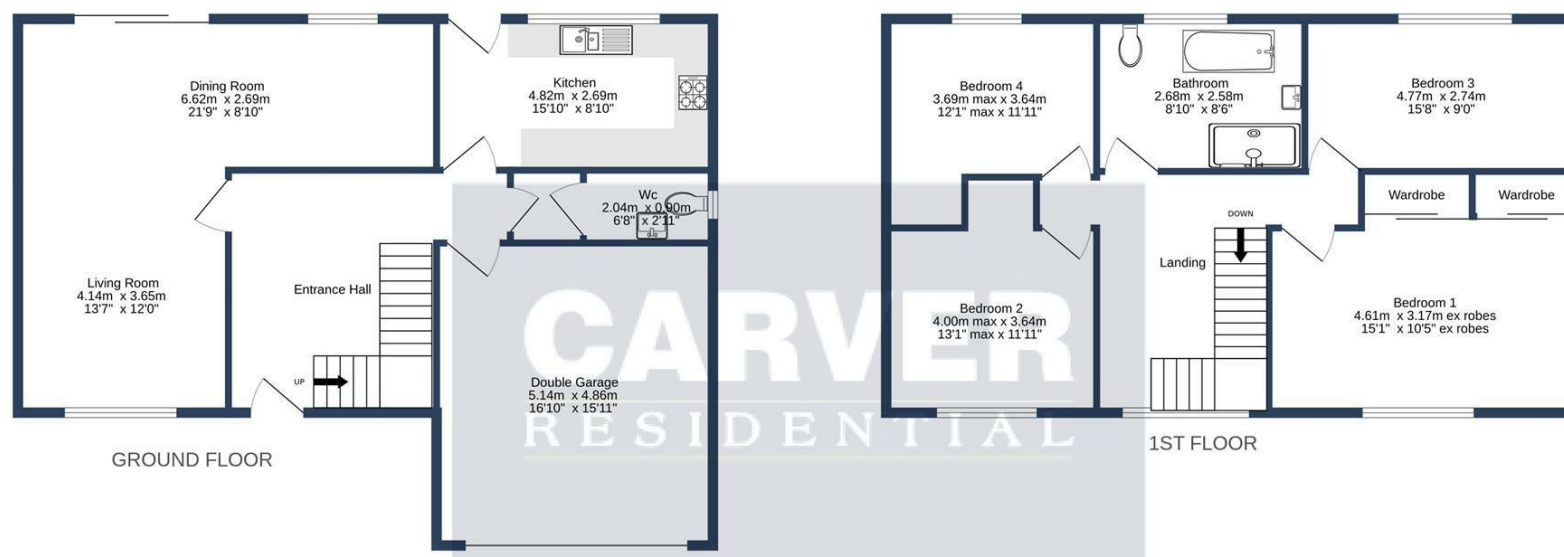 Dining Room
6.62m x 2.69m
21'9" x 8'10"
Kitchen
4.82m x 2.69m
15'10" x 8'10"
Wc
2.04m x 0.90m
6'8" x 2'11"
Living Room
4.14m x 3.65m
13'7" x 12'0"
Entrance Hall
UP
Double Garage
5.14m x 4.86m
16'10" x 15'11"
GROUND FLOOR
Bedroom 4
3.69m max x 3.64m
12'1" max x 11'11"
Bathroom
2.68m x 2.58m
8'10" x 8'6"
Bedroom 3
4.77m x 2.74m
15'8" x 9'0"
Wardrobe
Wardrobe
DOWN
Landing
Bedroom 2
4.00m max x 3.64m
13'1" max x 11'11"
Bedroom 1
4.61m x 3.17m ex robes
15'1" x 10'5" ex robes
1ST FLOOR
CARVER
RESIDENTIAL